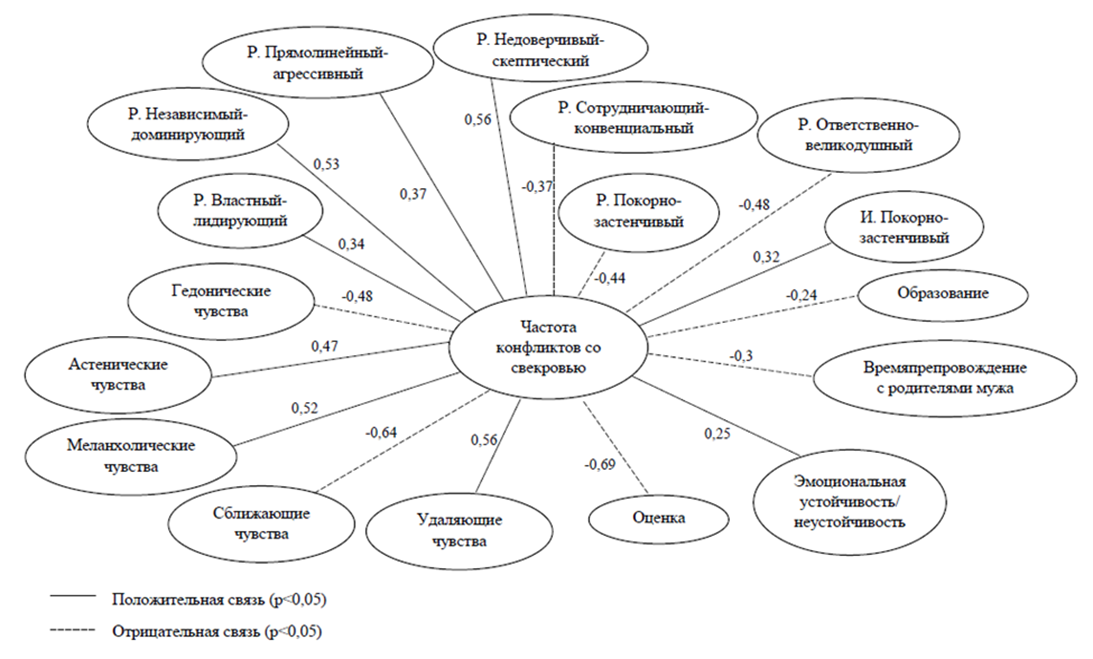 Р. Прямолинейный-
агрессивный
Р. Недоверчивый-
скептический
Р. Независимый-
доминирующий
Р. Сотрудничающий-
конвенциальный
Р. Ответственно-
великодушный
Р. Властный-
лидирующий
Р. Покорно-
застенчивый
И. Покорно-
застенчивый
Гедонические
чувства
Образование
Частота
конфликтов со
свекровью
Астенические
чувства
Времяпрепровождение
с родителями мужа
Меланхолические
чувства
Сближающие
чувства
Удаляющие
чувства
Оценка
Эмоциональная
устойчивость/
неустойчивость
0,56
0,53
0,37
-0,37
-0,48
0,34
-0,44
0,32
-0,48
-0,24
0,47
-0,3
0,52
-0,64
0,56
-0,69
0,25
Положительная связь (p<0,05)
Отрицательная связь (p<0,05)